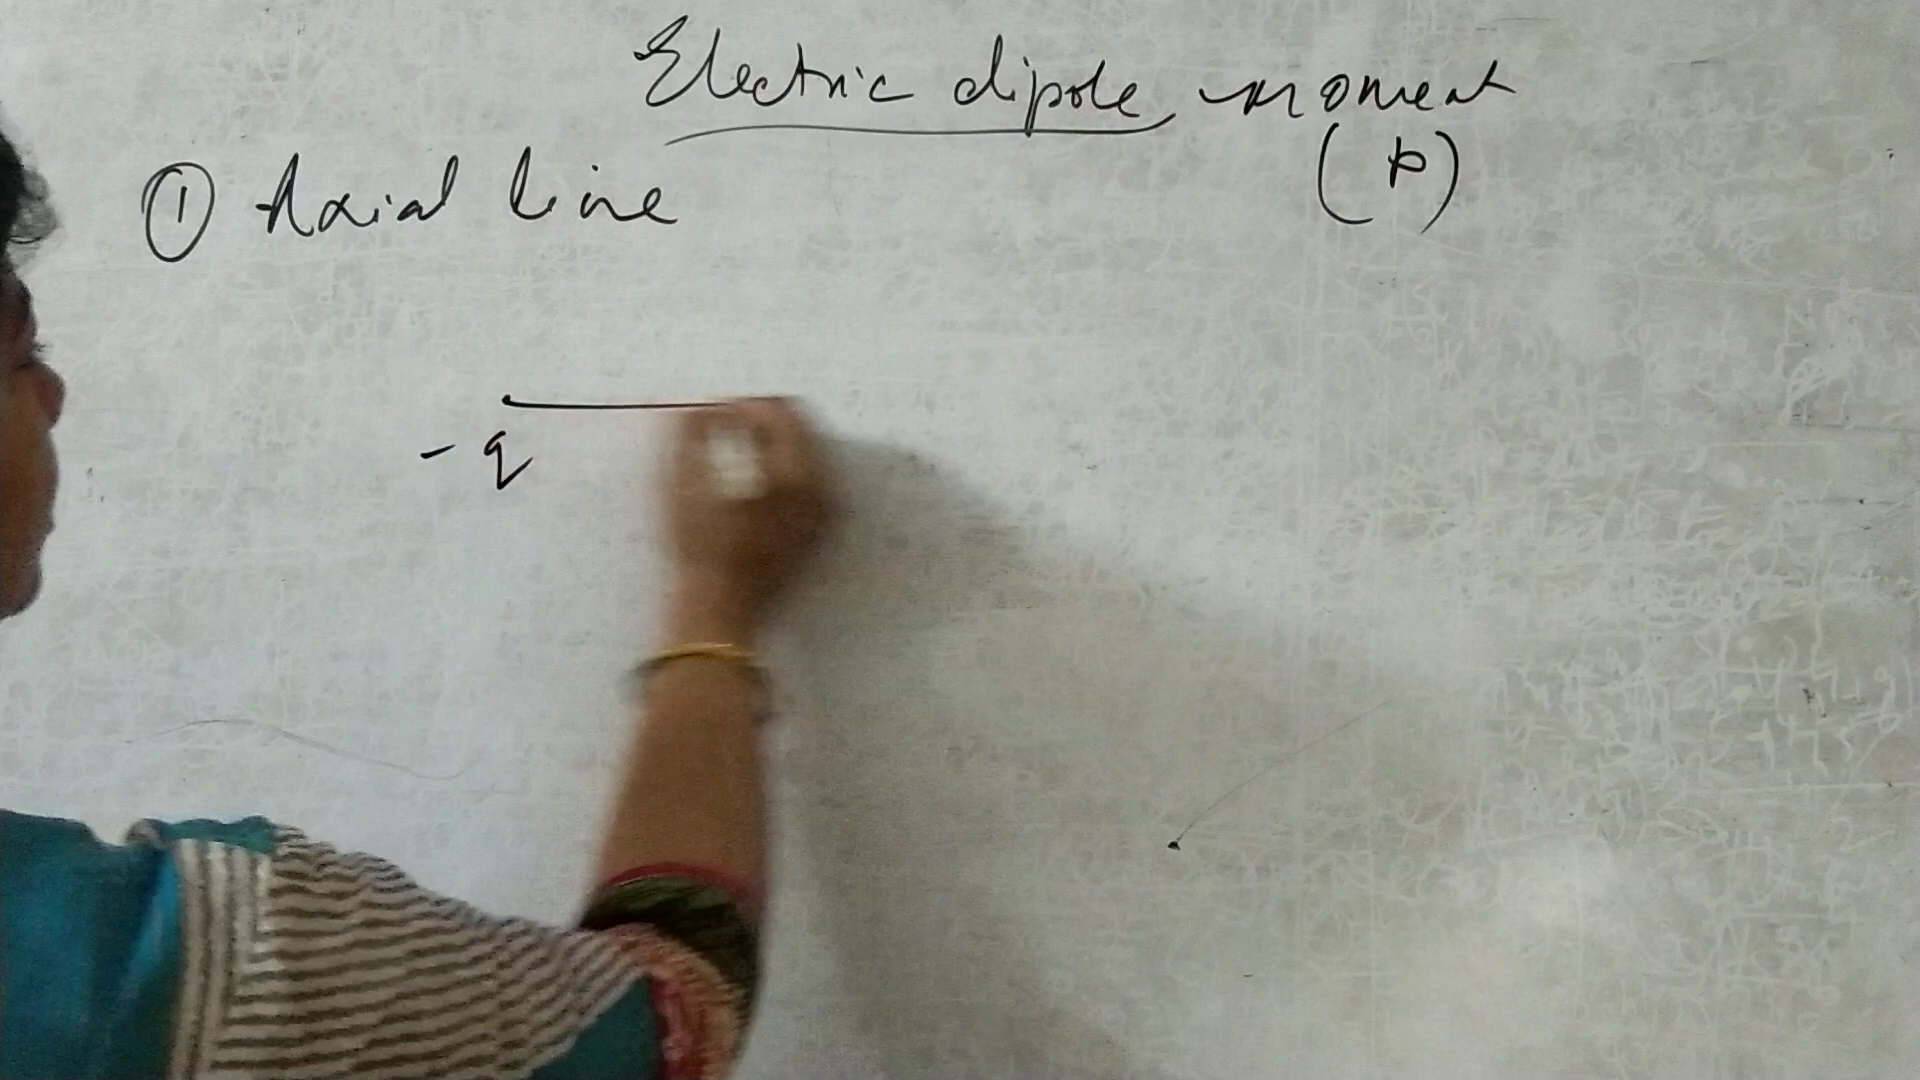 Electric dipole moment
(p)
① Axial line
- q